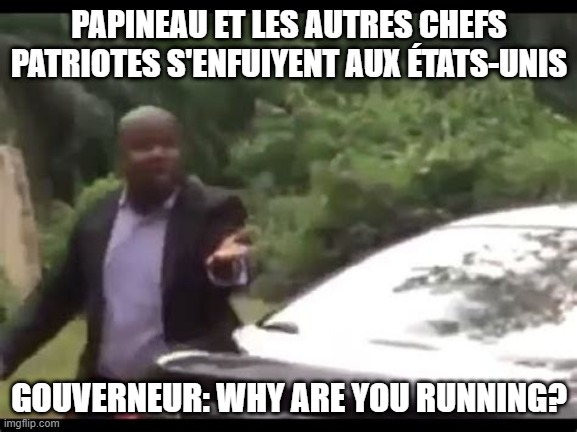 PAPINEAU ET LES AUTRES CHEFS
PATRIOTES S'ENFUIYENT AUX ÉTATS-UNIS
GOUVERNEUR: WHY ARE YOU RUNNING?
imgflip.com